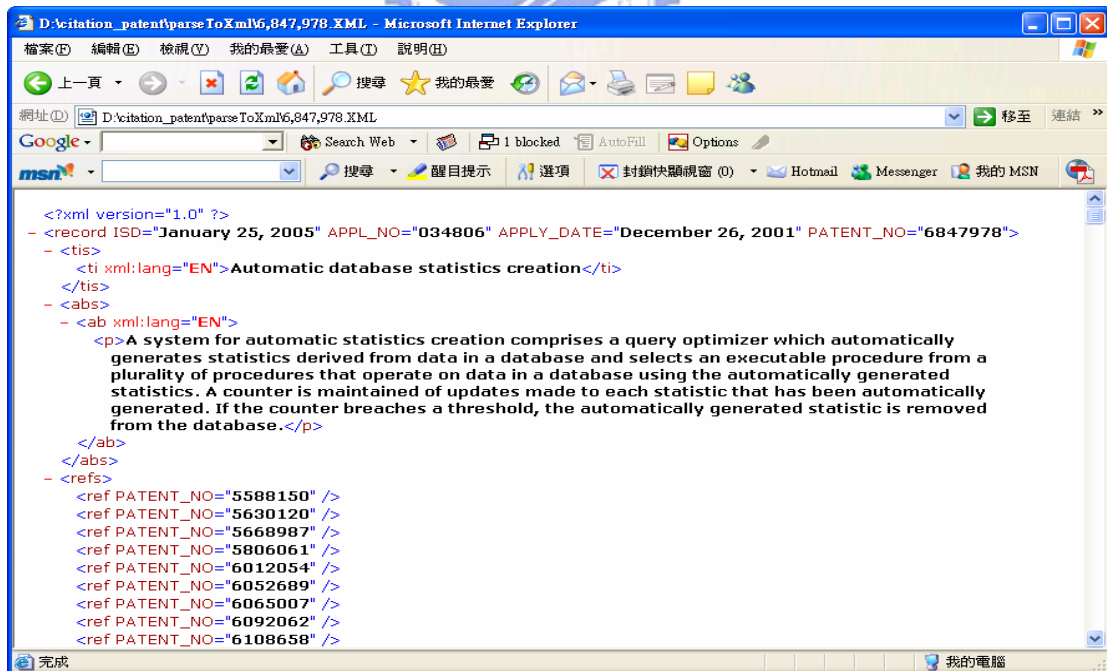 D:\citation_patent\parseToXml\6,847,978.XML - Microsoft Internet Explorer
檔案(F) 編輯(E) 檢視(V) 我的最愛(A) 工具(T) 說明(H)
上一頁 搜尋 我的最愛
網址(D) D:\citation_patent\parseToXml\6,847,978.XML 移至 連結 »
Google Search Web 1 blocked AutoFill Options
msn 搜尋 醒目提示 選項 封鎖快顯視窗 (0) Hotmail Messenger 我的 MSN
<?xml version="1.0" ?>
- <record ISD="January 25, 2005" APPL_NO="034806" APPLY_DATE="December 26, 2001" PATENT_NO="6847978">
- <tis>
<ti xml:lang="EN">Automatic database statistics creation</ti>
</tis>
- <abs>
- <ab xml:lang="EN">
<p>A system for automatic statistics creation comprises a query optimizer which automatically
generates statistics derived from data in a database and selects an executable procedure from a
plurality of procedures that operate on data in a database using the automatically generated
statistics. A counter is maintained of updates made to each statistic that has been automatically
generated. If the counter breaches a threshold, the automatically generated statistic is removed
from the database.</p>
</ab>
</abs>
- <refs>
<ref PATENT_NO="5588150" />
<ref PATENT_NO="5630120" />
<ref PATENT_NO="5668987" />
<ref PATENT_NO="5806061" />
<ref PATENT_NO="6012054" />
<ref PATENT_NO="6052689" />
<ref PATENT_NO="6065007" />
<ref PATENT_NO="6092062" />
<ref PATENT_NO="6108658" />
完成 我的電腦